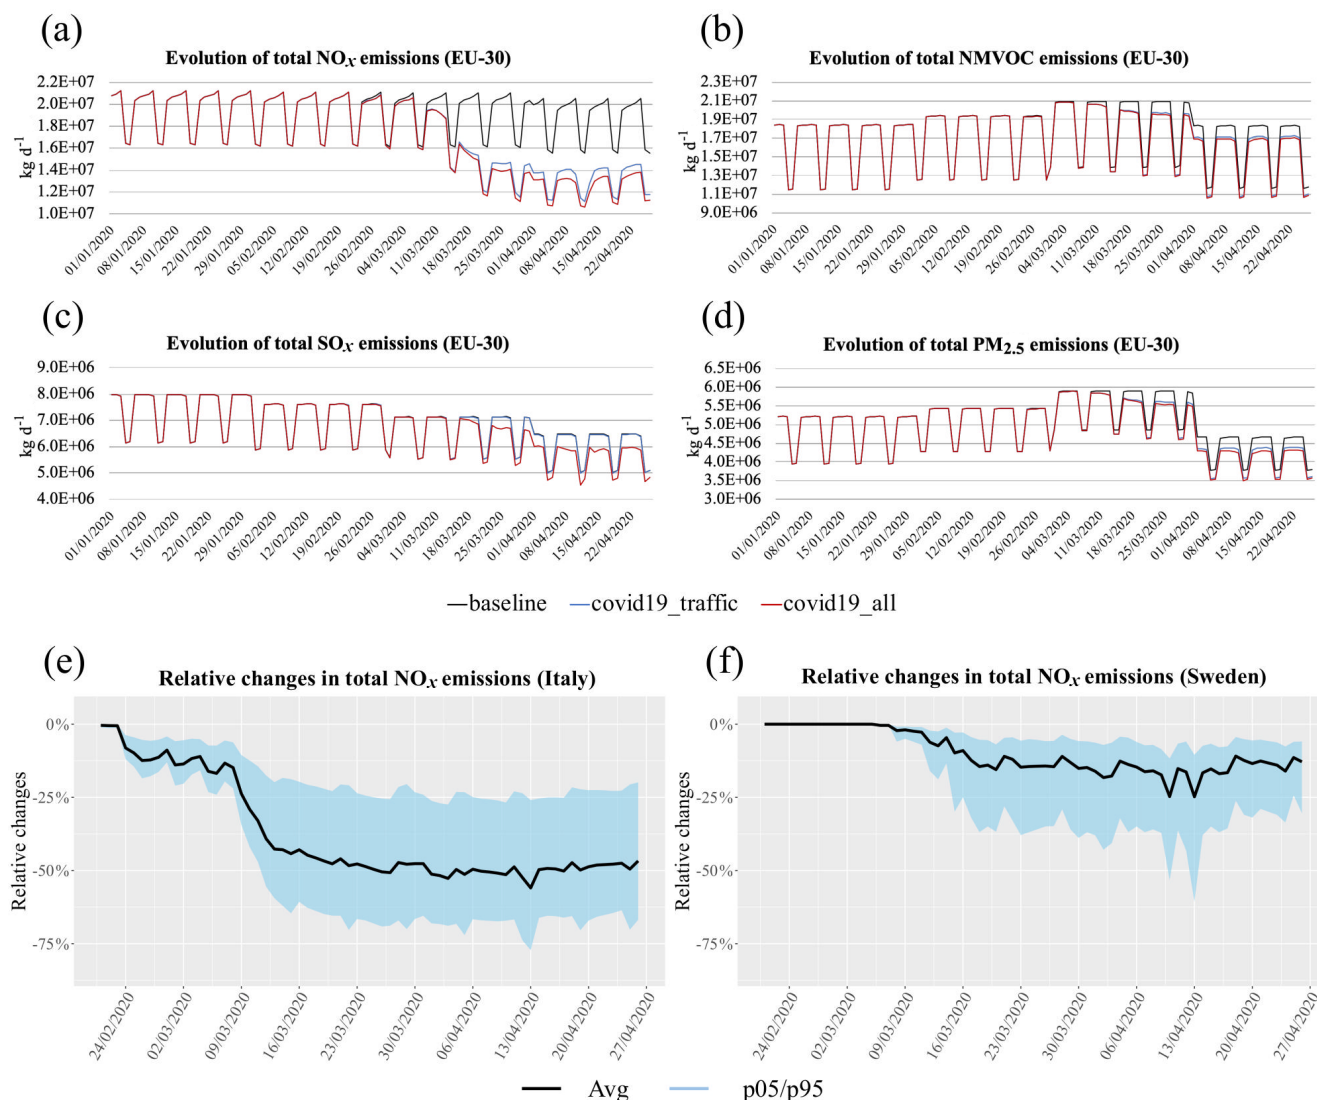 (a)
Evolution of total NOx emissions (EU-30)
2.2E+07
2.0E+07
1.8E+07
1.6E+07
1.4E+07
1.2E+07
1.0E+07
kg d-1
01/01/2020
08/01/2020
15/01/2020
22/01/2020
29/01/2020
05/02/2020
12/02/2020
19/02/2020
26/02/2020
04/03/2020
11/03/2020
18/03/2020
25/03/2020
01/04/2020
08/04/2020
15/04/2020
22/04/2020
(b)
Evolution of total NMVOC emissions (EU-30)
2.3E+07
2.1E+07
1.9E+07
1.7E+07
1.5E+07
1.3E+07
1.1E+07
9.0E+06
kg d-1
01/01/2020
08/01/2020
15/01/2020
22/01/2020
29/01/2020
05/02/2020
12/02/2020
19/02/2020
26/02/2020
04/03/2020
11/03/2020
18/03/2020
25/03/2020
01/04/2020
08/04/2020
15/04/2020
22/04/2020
(c)
Evolution of total SOx emissions (EU-30)
9.0E+06
8.0E+06
7.0E+06
6.0E+06
5.0E+06
4.0E+06
kg d-1
01/01/2020
08/01/2020
15/01/2020
22/01/2020
29/01/2020
05/02/2020
12/02/2020
19/02/2020
26/02/2020
04/03/2020
11/03/2020
18/03/2020
25/03/2020
01/04/2020
08/04/2020
15/04/2020
22/04/2020
(d)
Evolution of total PM2.5 emissions (EU-30)
6.5E+06
6.0E+06
5.5E+06
5.0E+06
4.5E+06
4.0E+06
3.5E+06
3.0E+06
kg d-1
01/01/2020
08/01/2020
15/01/2020
22/01/2020
29/01/2020
05/02/2020
12/02/2020
19/02/2020
26/02/2020
04/03/2020
11/03/2020
18/03/2020
25/03/2020
01/04/2020
08/04/2020
15/04/2020
22/04/2020
baseline covid19_traffic covid19_all
(e)
Relative changes in total NOx emissions (Italy)
0%
-25%
-50%
-75%
Relative changes
24/02/2020
02/03/2020
09/03/2020
16/03/2020
23/03/2020
30/03/2020
06/04/2020
13/04/2020
20/04/2020
27/04/2020
(f)
Relative changes in total NOx emissions (Sweden)
0%
-25%
-50%
-75%
Relative changes
24/02/2020
02/03/2020
09/03/2020
16/03/2020
23/03/2020
30/03/2020
06/04/2020
13/04/2020
20/04/2020
27/04/2020
Avg p05/p95